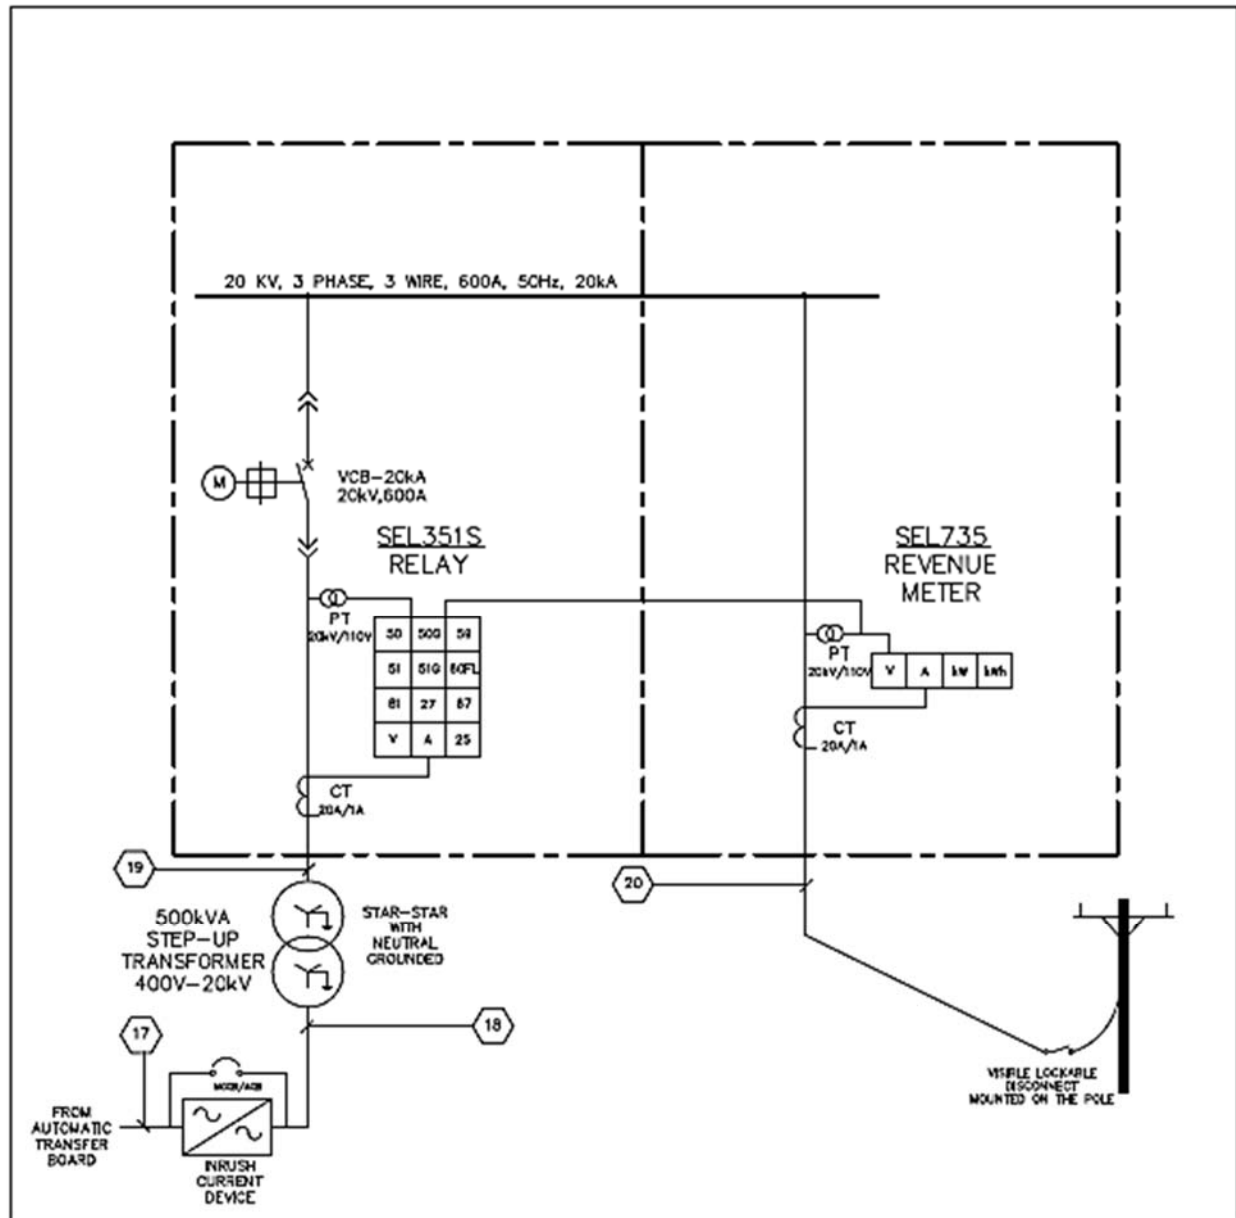 20 KV, 3 PHASE, 3 WIRE, 600A, 50Hz, 20kA
M
VCB-20kA
20kV,600A
SEL351S
RELAY
SEL735
REVENUE
METER
PT
20kV/110V
50 50G 59
51 51G 60FL
81 27 67
V A 25
PT
20kV/110V
V A kW kWh
CT
20A/1A
CT
20A/1A
19
20
500kVA
STEP-UP
TRANSFORMER
400V-20kV
STAR-STAR
WITH
NEUTRAL
GROUNDED
17
18
MCCB/ACB
FROM
AUTOMATIC
TRANSFER
BOARD
INRUSH
CURRENT
DEVICE
VISIBLE LOCKABLE
DISCONNECT
MOUNTED ON THE POLE